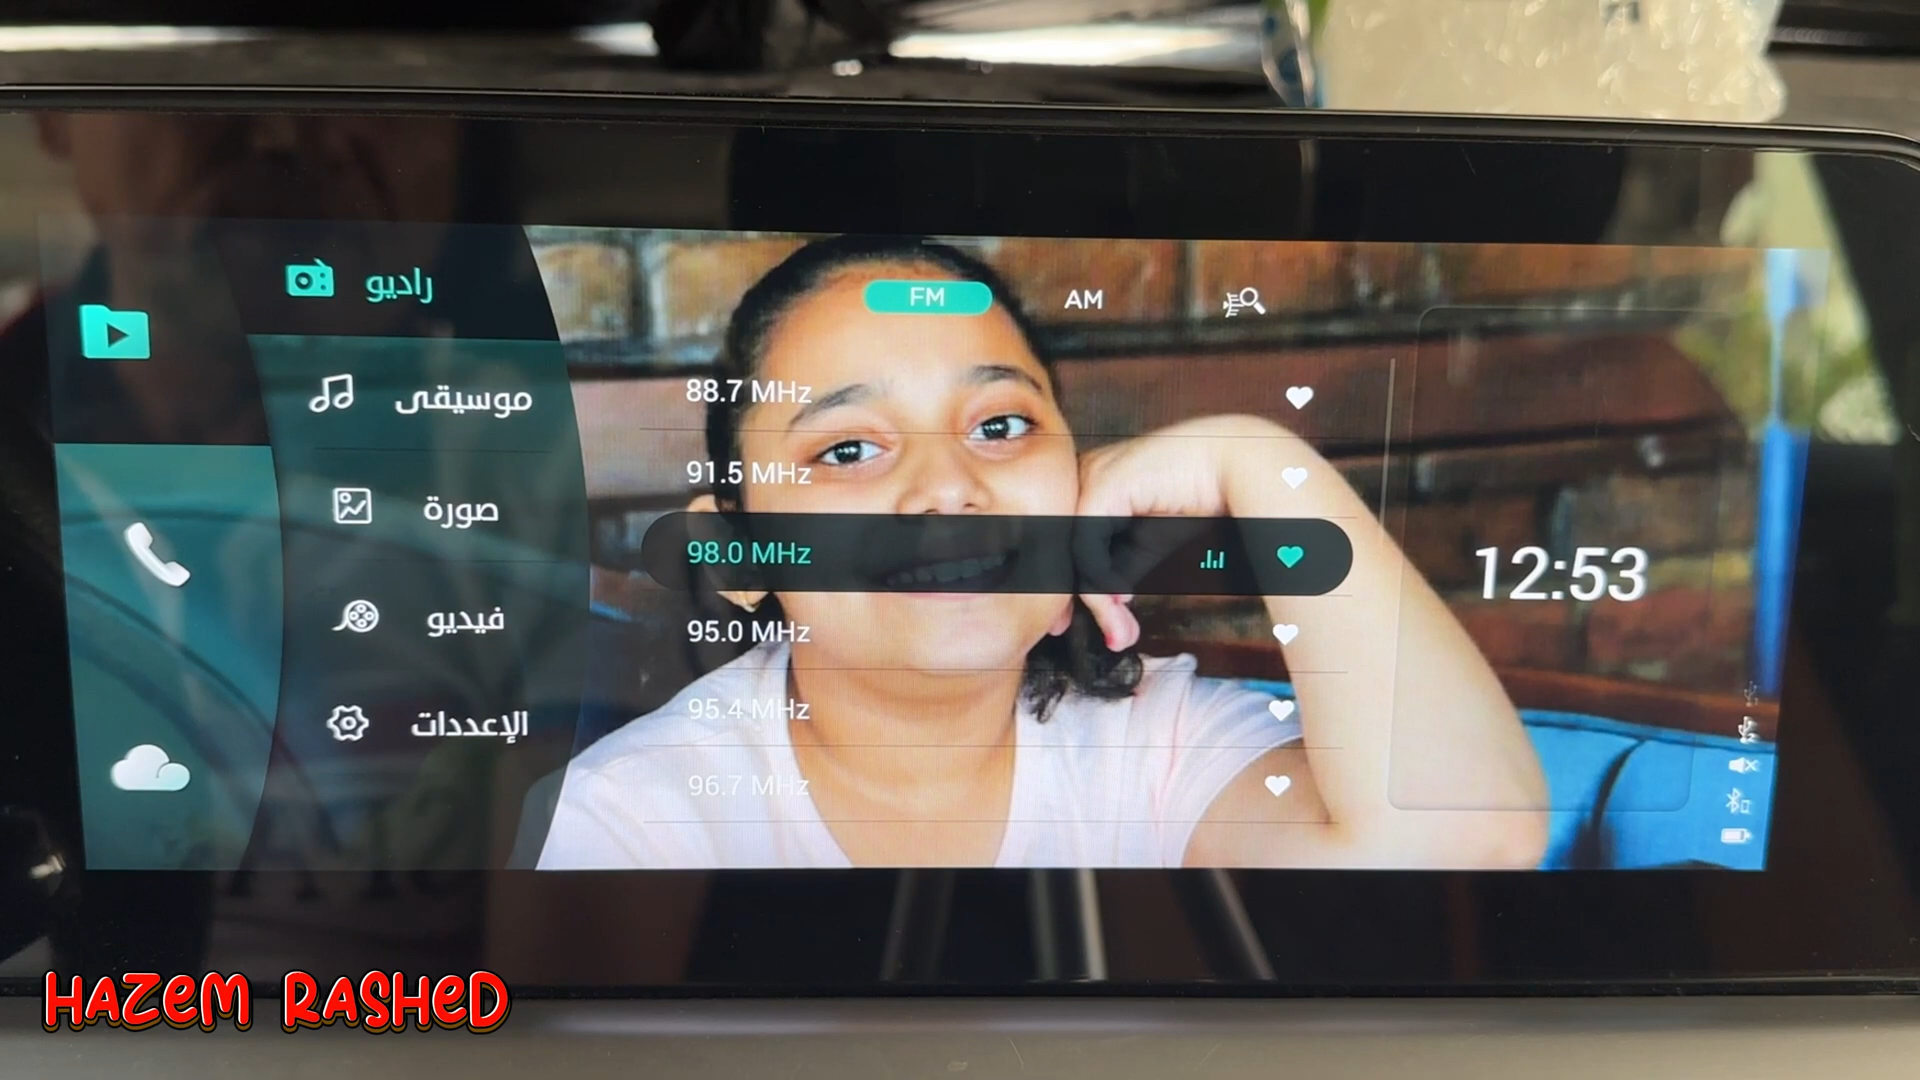 راديو
موسيقى
صورة
فيديو
الإعدادات
FM
AM
88.7 MHz
91.5 MHz
98.0 MHz
95.0 MHz
95.4 MHz
96.7 MHz
12:53
HAZEM RASHED